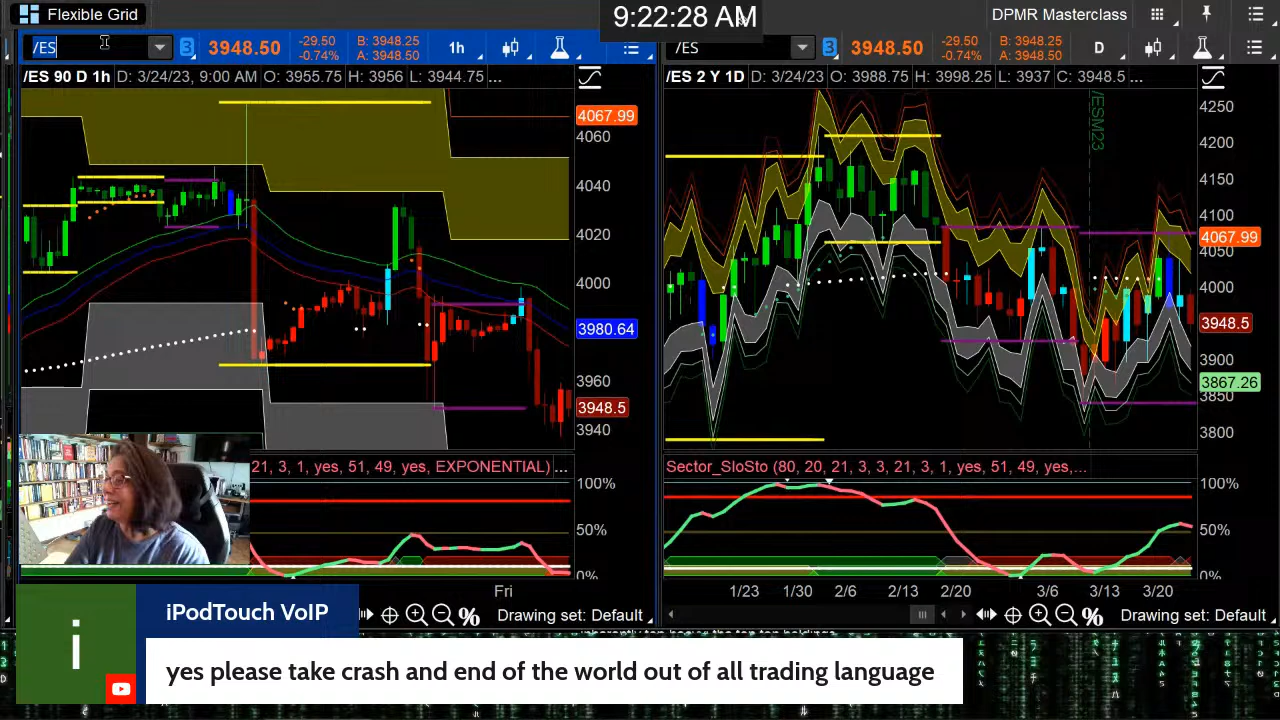 Flexible Grid
9:22:28 AM
DPMR Masterclass
/ES
3
3948.50
-29.50
-0.74%
B: 3948.25
A: 3948.50
1h
/ES
3
3948.50
-29.50
-0.74%
B: 3948.25
A: 3948.50
D
/ES 90 D 1h
D: 3/24/23, 9:00 AM
O: 3955.75
H: 3956
L: 3944.75
...
/ES 2 Y 1D
D: 3/24/23
O: 3988.75
H: 3998.25
L: 3937
C: 3948.5
...
4067.99
4060
4040
4020
4000
3980.64
3960
3948.5
3940
/ESM23
4250
4200
4150
4100
4067.99
4050
4000
3948.5
3900
3867.26
3850
3800
21, 3, 1, yes, 51, 49, yes, EXPONENTIAL)
...
100%
50%
0%
Fri
Sector_SloSto (80, 20, 21, 3, 3, 21, 3, 1, yes, 51, 49, yes,...
100%
50%
0%
1/23
1/30
2/6
2/13
2/20
3/6
3/13
3/20
%
Drawing set: Default
%
Drawing set: Default
i
iPodTouch VoIP
yes please take crash and end of the world out of all trading language